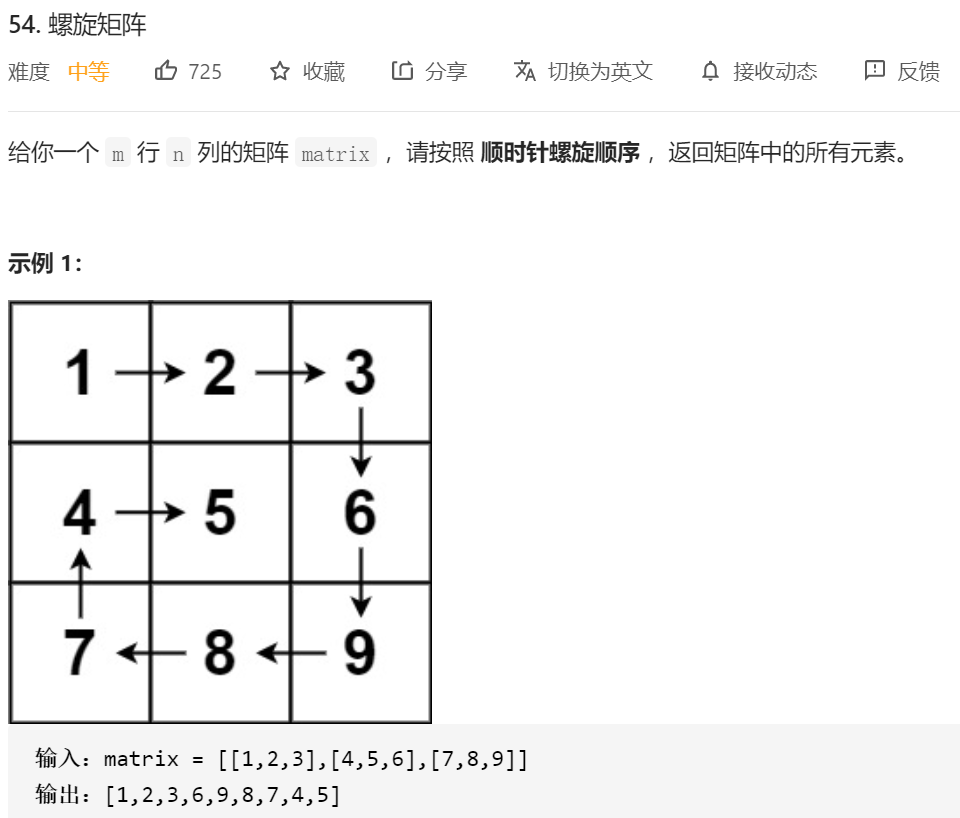 54. 螺旋矩阵
难度 中等 725 收藏 分享 切换为英文 接收动态 反馈
给你一个 m 行 n 列的矩阵 matrix ，请按照 顺时针螺旋顺序 ，返回矩阵中的所有元素。
示例 1：
1 2 3
4 5 6
7 8 9
输入：matrix = [[1,2,3],[4,5,6],[7,8,9]]
输出：[1,2,3,6,9,8,7,4,5]